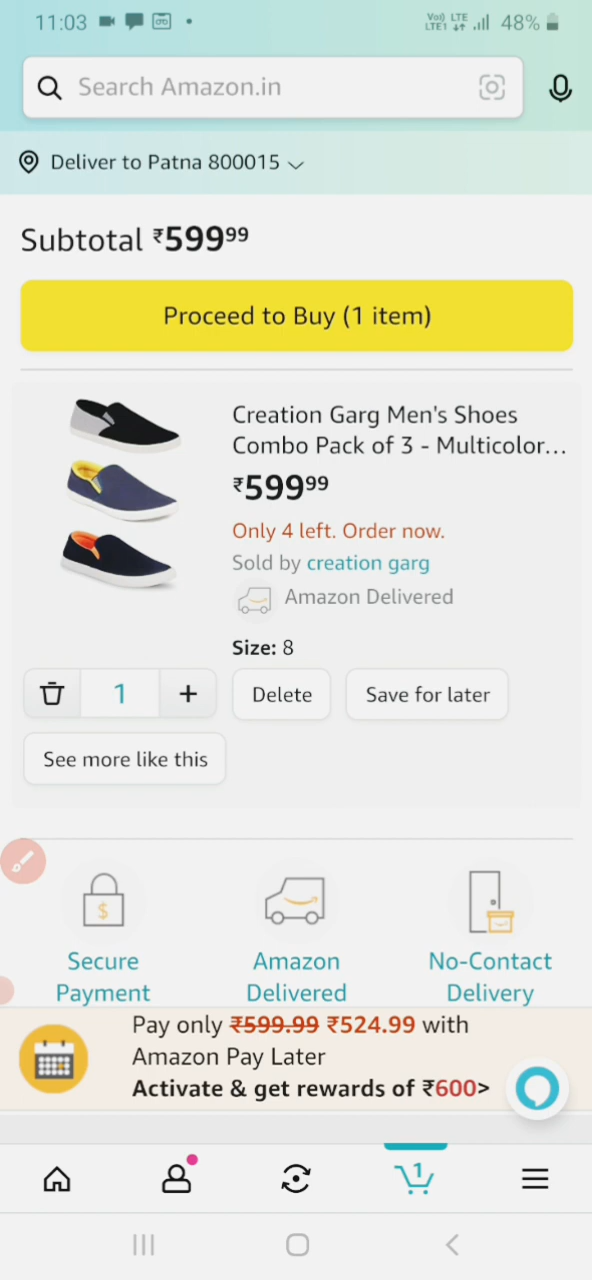 11:03
Vo)) LTE
LTE1
48%
Search Amazon.in
Deliver to Patna 800015
Subtotal ₹599⁹⁹
Proceed to Buy (1 item)
Creation Garg Men's Shoes
Combo Pack of 3 - Multicolor...
₹599⁹⁹
Only 4 left. Order now.
Sold by creation garg
Amazon Delivered
Size: 8
1
+
Delete
Save for later
See more like this
$
Secure
Payment
Amazon
Delivered
No-Contact
Delivery
Pay only ₹599.99 ₹524.99 with
Amazon Pay Later
Activate & get rewards of ₹600>
1